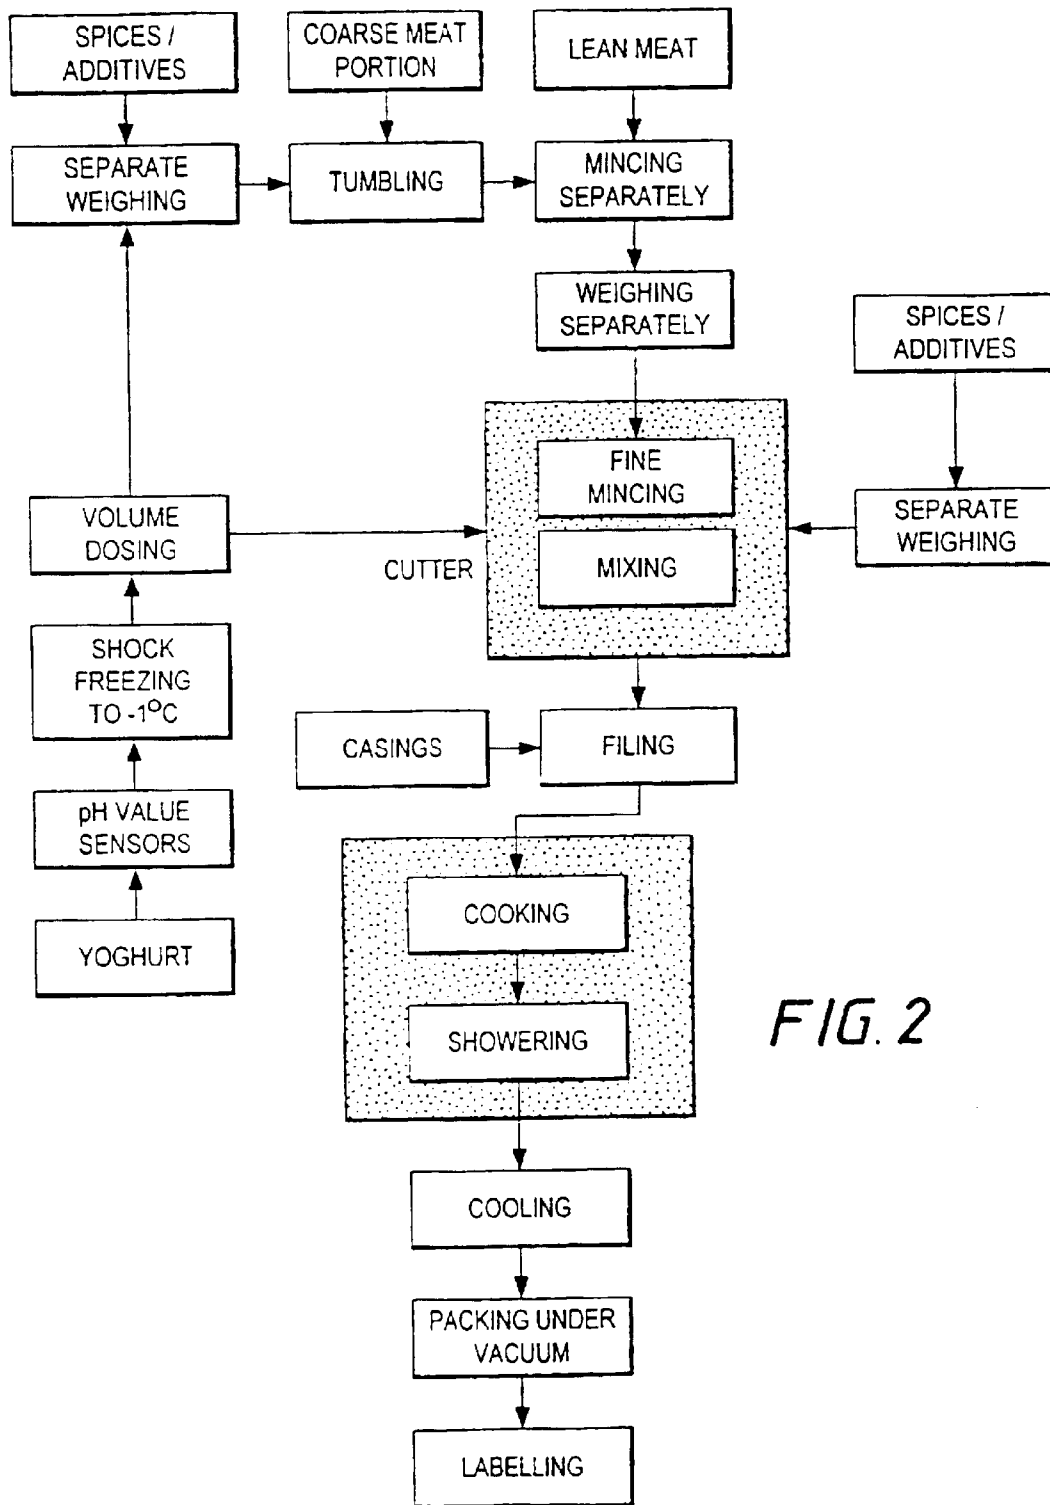 SPICES /
ADDITIVES
COARSE MEAT
PORTION
LEAN MEAT
SEPARATE
WEIGHING
TUMBLING
MINCING
SEPARATELY
WEIGHING
SEPARATELY
SPICES /
ADDITIVES
FINE
MINCING
VOLUME
DOSING
CUTTER
MIXING
SEPARATE
WEIGHING
SHOCK
FREEZING
TO -1°C
CASINGS
FILING
pH VALUE
SENSORS
COOKING
YOGHURT
SHOWERING
FIG. 2
COOLING
PACKING UNDER
VACUUM
LABELLING